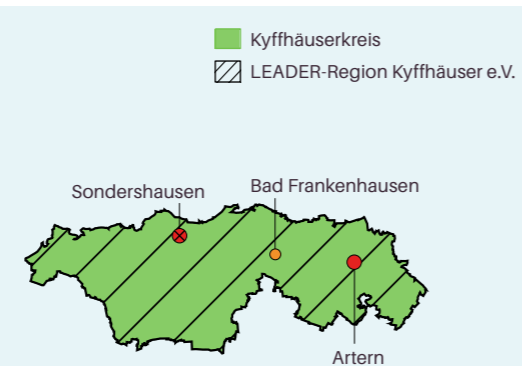 Kyffhäuserkreis
LEADER-Region Kyffhäuser e.V.
Sondershausen
Bad Frankenhausen
Artern